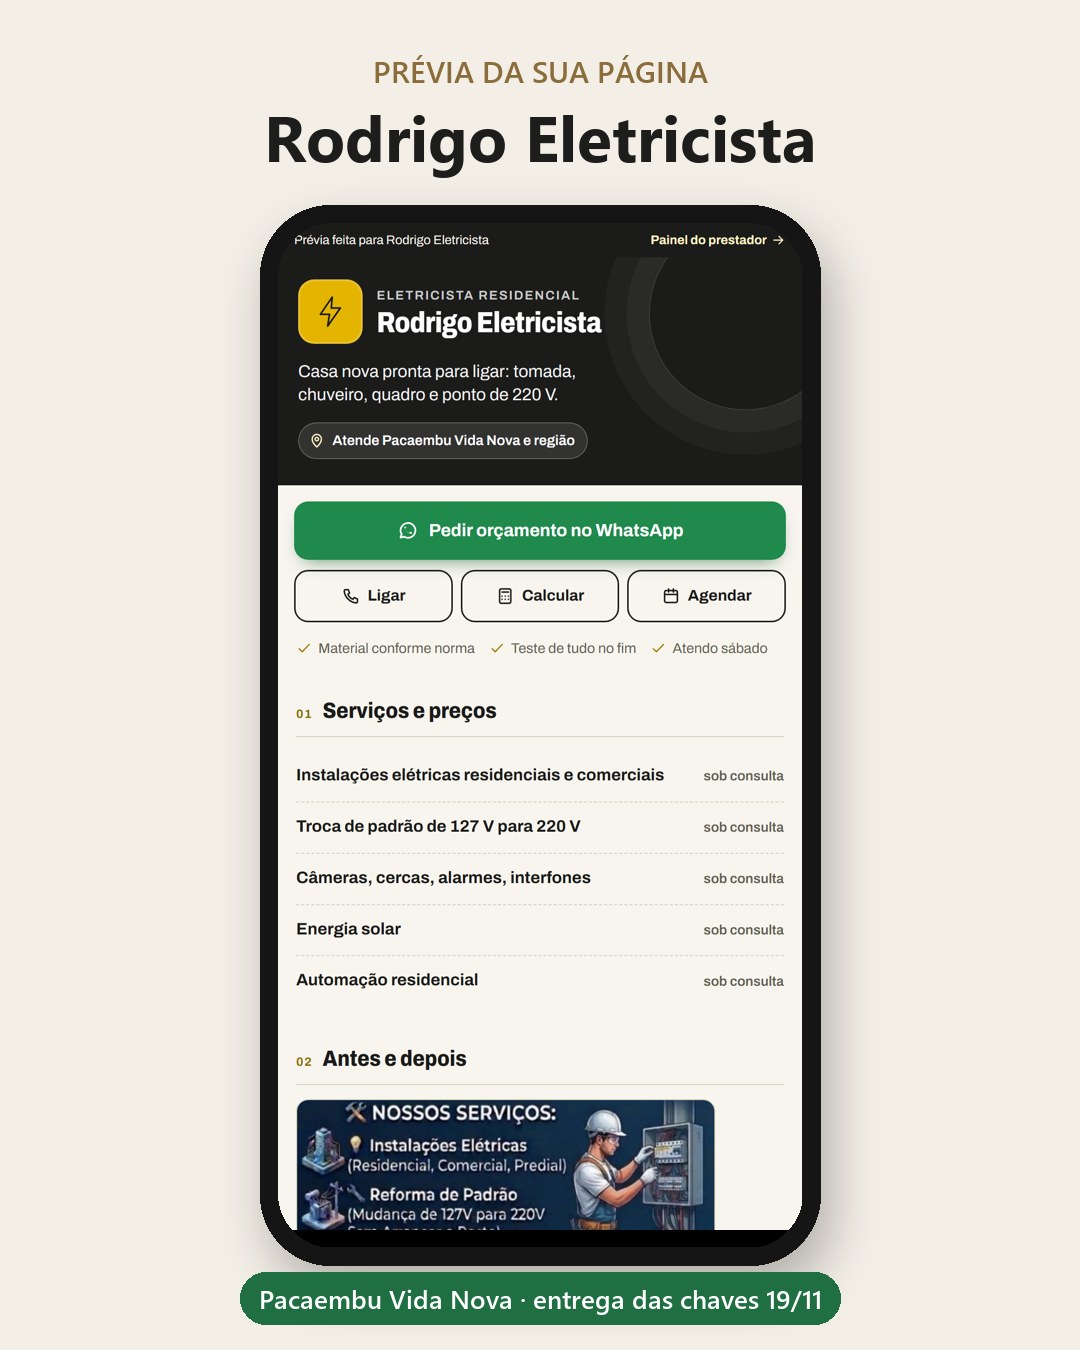 PRÉVIA DA SUA PÁGINA
Rodrigo Eletricista
Prévia feita para Rodrigo Eletricista
Painel do prestador →
ELETRICISTA RESIDENCIAL
Rodrigo Eletricista
Casa nova pronta para ligar: tomada,
chuveiro, quadro e ponto de 220 V.
Atende Pacaembu Vida Nova e região
Pedir orçamento no WhatsApp
Ligar
Calcular
Agendar
Material conforme norma
Teste de tudo no fim
Atendo sábado
01 Serviços e preços
Instalações elétricas residenciais e comerciais sob consulta
Troca de padrão de 127 V para 220 V sob consulta
Câmeras, cercas, alarmes, interfones sob consulta
Energia solar sob consulta
Automação residencial sob consulta
02 Antes e depois
NOSSOS SERVIÇOS:
Instalações Elétricas
(Residencial, Comercial, Predial)
Reforma de Padrão
(Mudança de 127V para 220V
Pacaembu Vida Nova · entrega das chaves 19/11